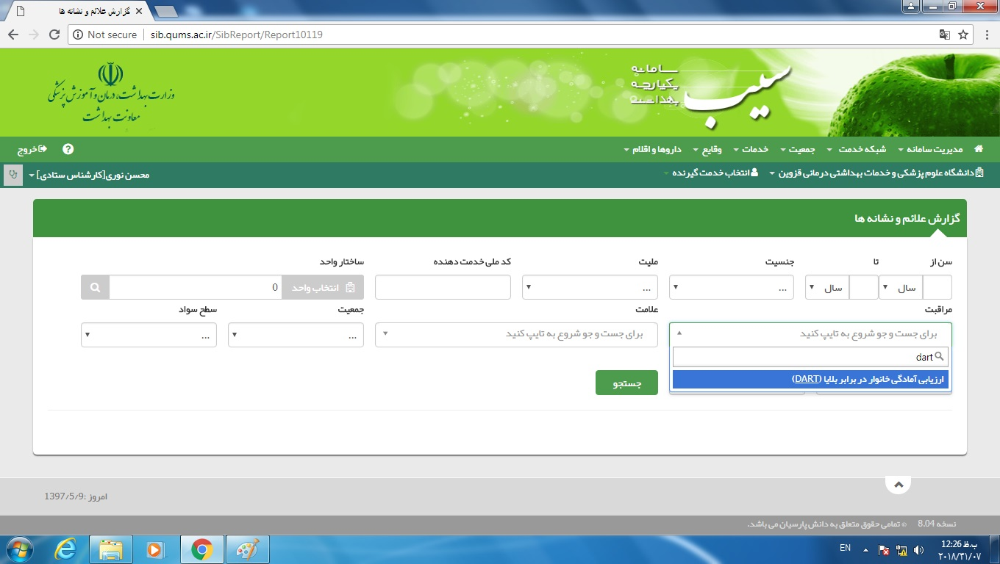 گزارش علائم و نشانه ها
Not secure | sib.qums.ac.ir/SibReport/Report10119
سیب
سامانه
یکپارچه
بهداشت
وزارت بهداشت، درمان و آموزش پزشکی
معاونت بهداشت
مدیریت سامانه شبکه خدمت جمعیت خدمات وقایع داروها و اقلام ? خروج
دانشگاه علوم پزشکی و خدمات بهداشتی درمانی قزوین انتخاب خدمت گیرنده محسن نوری[کارشناس ستادی]
گزارش علائم و نشانه ها
سن از تا جنسیت ملیت کد ملی خدمت دهنده ساختار واحد
سال سال ... ... انتخاب واحد 0
مراقبت علامت جمعیت سطح سواد
برای جست و جو شروع به تایپ کنید برای جست و جو شروع به تایپ کنید ... ...
dart
ارزیابی آمادگی خانوار در برابر بلایا (DART)
جستجو
امروز :1397/5/9
نسخه 8.04 © تمامی حقوق متعلق به دانش پارسیان می باشد.
EN
12:26 ب.ظ
۲۰۱۸/۳۱/۰۷